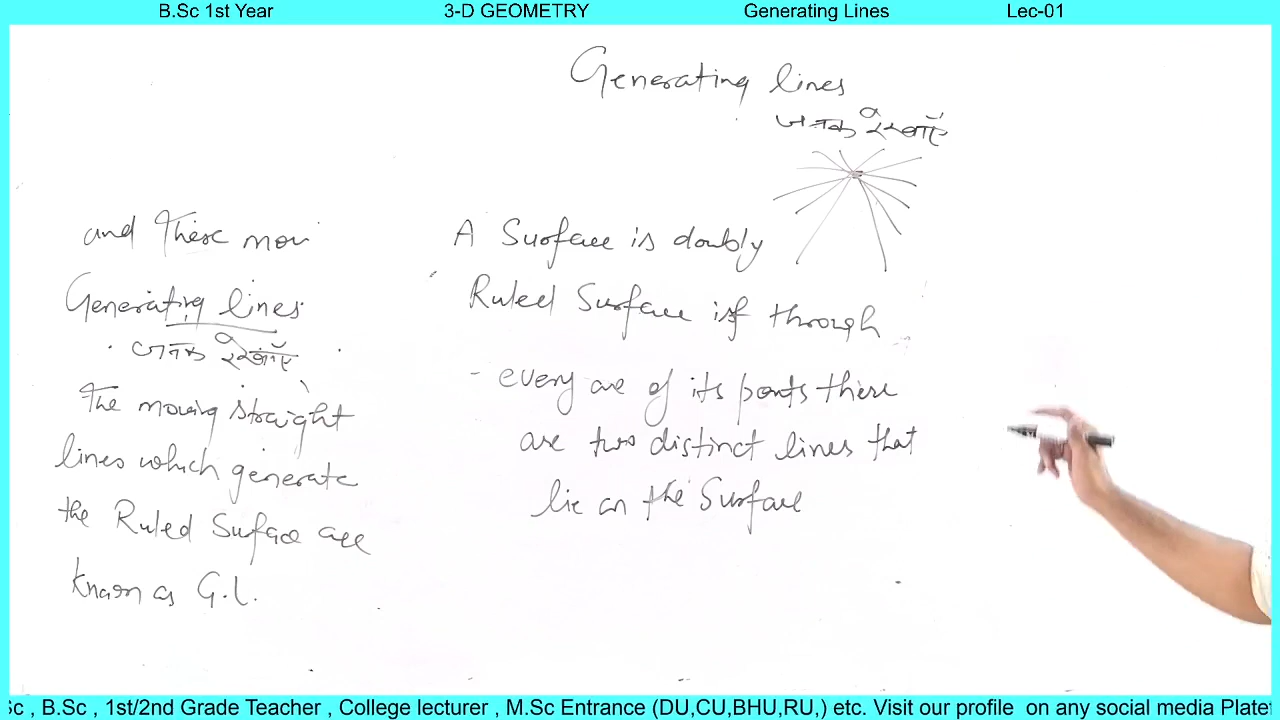 B.Sc 1st Year 3-D GEOMETRY Generating Lines Lec-01
Generating lines
जनक रेखाएँ
and these mov
Generating lines
जनक रेखाएँ
The moving straight
lines which generate
the Ruled Surface are
known as G.L.
A Surface is doubly
Ruled Surface if through
every one of its points there
are two distinct lines that
lie on the Surface
, B.Sc , 1st/2nd Grade Teacher , College lecturer , M.Sc Entrance (DU,CU,BHU,RU,) etc. Visit our profile on any social media